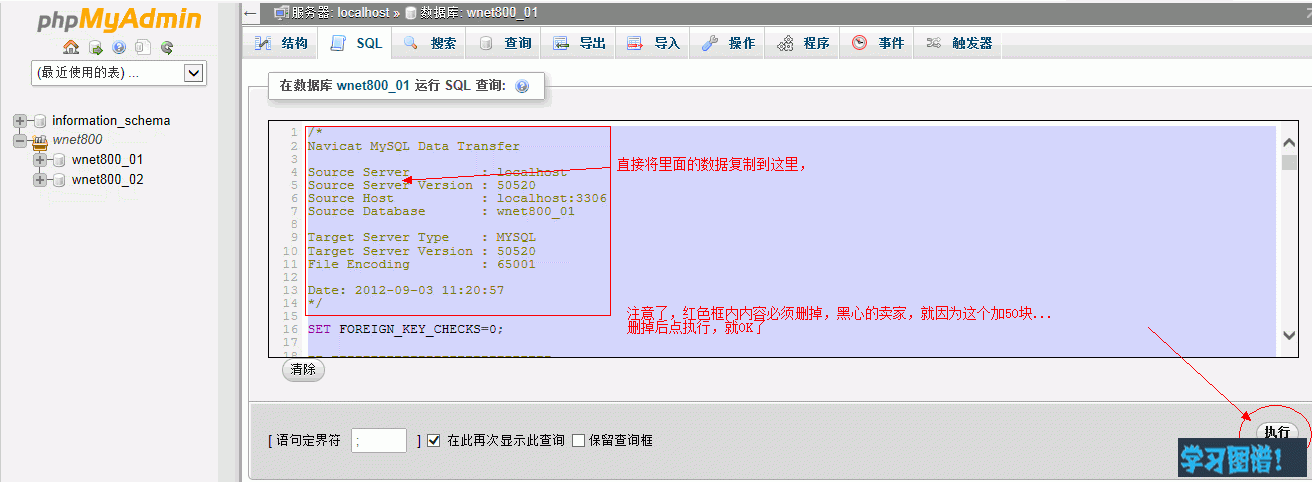 phpMyAdmin
(最近使用的表) ...
information_schema
wnet800
wnet800_01
wnet800_02
服务器: localhost » 数据库: wnet800_01
结构 SQL 搜索 查询 导出 导入 操作 程序 事件 触发器
在数据库 wnet800_01 运行 SQL 查询:
1 /*
2 Navicat MySQL Data Transfer
3
4 Source Server : localhost
5 Source Server Version : 50520
6 Source Host : localhost:3306
7 Source Database : wnet800_01
8
9 Target Server Type : MYSQL
10 Target Server Version : 50520
11 File Encoding : 65001
12
13 Date: 2012-09-03 11:20:57
14 */
15
16 SET FOREIGN_KEY_CHECKS=0;
17
直接将里面的数据复制到这里,
注意了, 红色框内内容必须删掉, 黑心的卖家, 就因为这个加50块...
删掉后点执行, 就OK了
清除
[ 语句定界符 ; ] 在此再次显示此查询 保留查询框
执行
学习图谱!